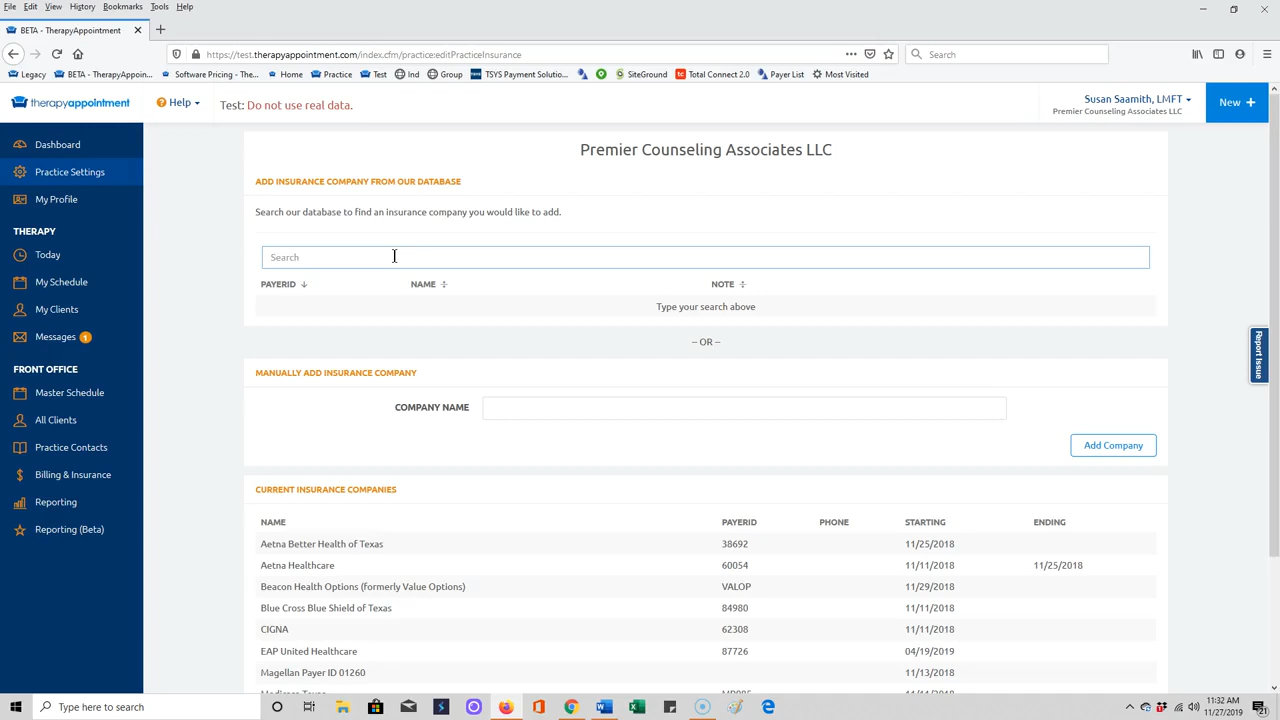 File Edit View History Bookmarks Tools Help
BETA - TherapyAppointment
https://test.therapyappointment.com/index.cfm/practice:editPracticeInsurance
Search
Legacy BETA - TherapyAppoin... Software Pricing - The... Home Practice Test Ind Group TSYS Payment Solutio... SiteGround Total Connect 2.0 Payer List Most Visited
therapyappointment
Help
Test: Do not use real data.
Susan Saamith, LMFT
Premier Counseling Associates LLC
New +
Dashboard
Practice Settings
My Profile
THERAPY
Today
My Schedule
My Clients
Messages 1
FRONT OFFICE
Master Schedule
All Clients
Practice Contacts
Billing & Insurance
Reporting
Reporting (Beta)
Premier Counseling Associates LLC
ADD INSURANCE COMPANY FROM OUR DATABASE
Search our database to find an insurance company you would like to add.
Search
PAYERID NAME NOTE
Type your search above
-- OR --
MANUALLY ADD INSURANCE COMPANY
COMPANY NAME
Add Company
CURRENT INSURANCE COMPANIES
NAME PAYERID PHONE STARTING ENDING
Aetna Better Health of Texas 38692 11/25/2018
Aetna Healthcare 60054 11/11/2018 11/25/2018
Beacon Health Options (formerly Value Options) VALOP 11/29/2018
Blue Cross Blue Shield of Texas 84980 11/11/2018
CIGNA 62308 11/11/2018
EAP United Healthcare 87726 04/19/2019
Magellan Payer ID 01260 11/13/2018
Report Issue
Type here to search
11:32 AM
11/27/2019
21